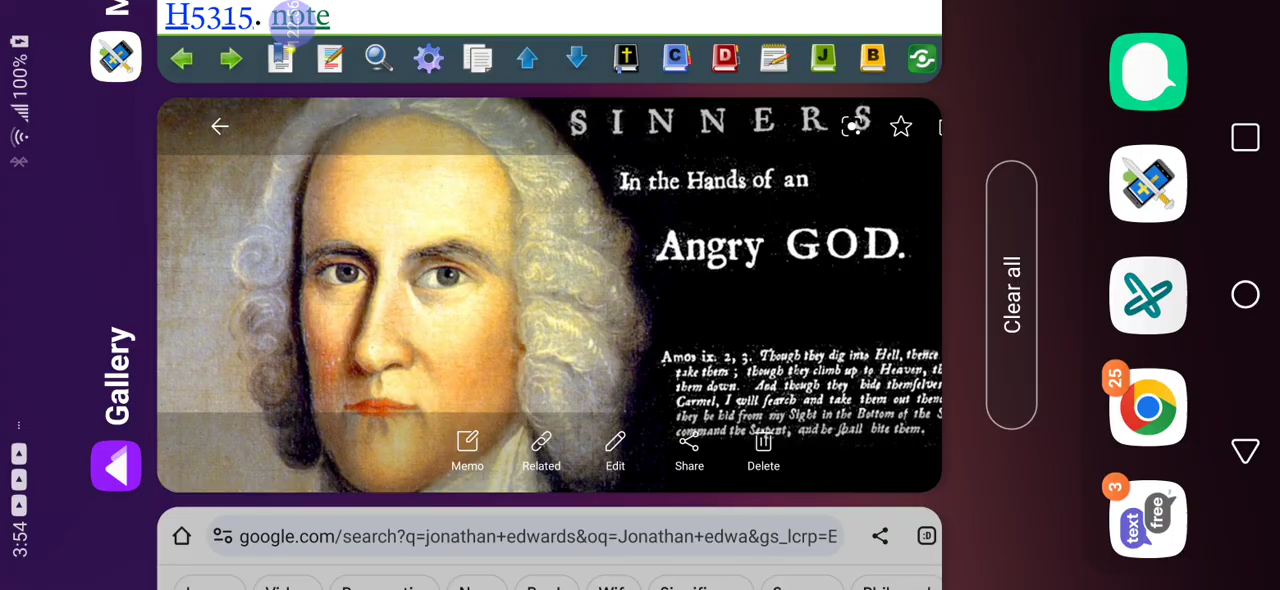 H5315. note
SINNERS
In the Hands of an
Angry GOD.
Amos ix. 2, 3. Though they dig into Hell, thence
take them; though they climb up to Heaven,
them down. And though they hide themselves
Carmel, I will search and take them out thence
they be hid from my Sight in the Bottom of the S
command the Serpent, and he shall bite them.
Memo
Related
Edit
Share
Delete
google.com/search?q=jonathan+edwards&oq=Jonathan+edwa&gs_lcrp=E
:D
Gallery
M
Clear all
3:54
100%
25
3
text
free
C
D
J
B